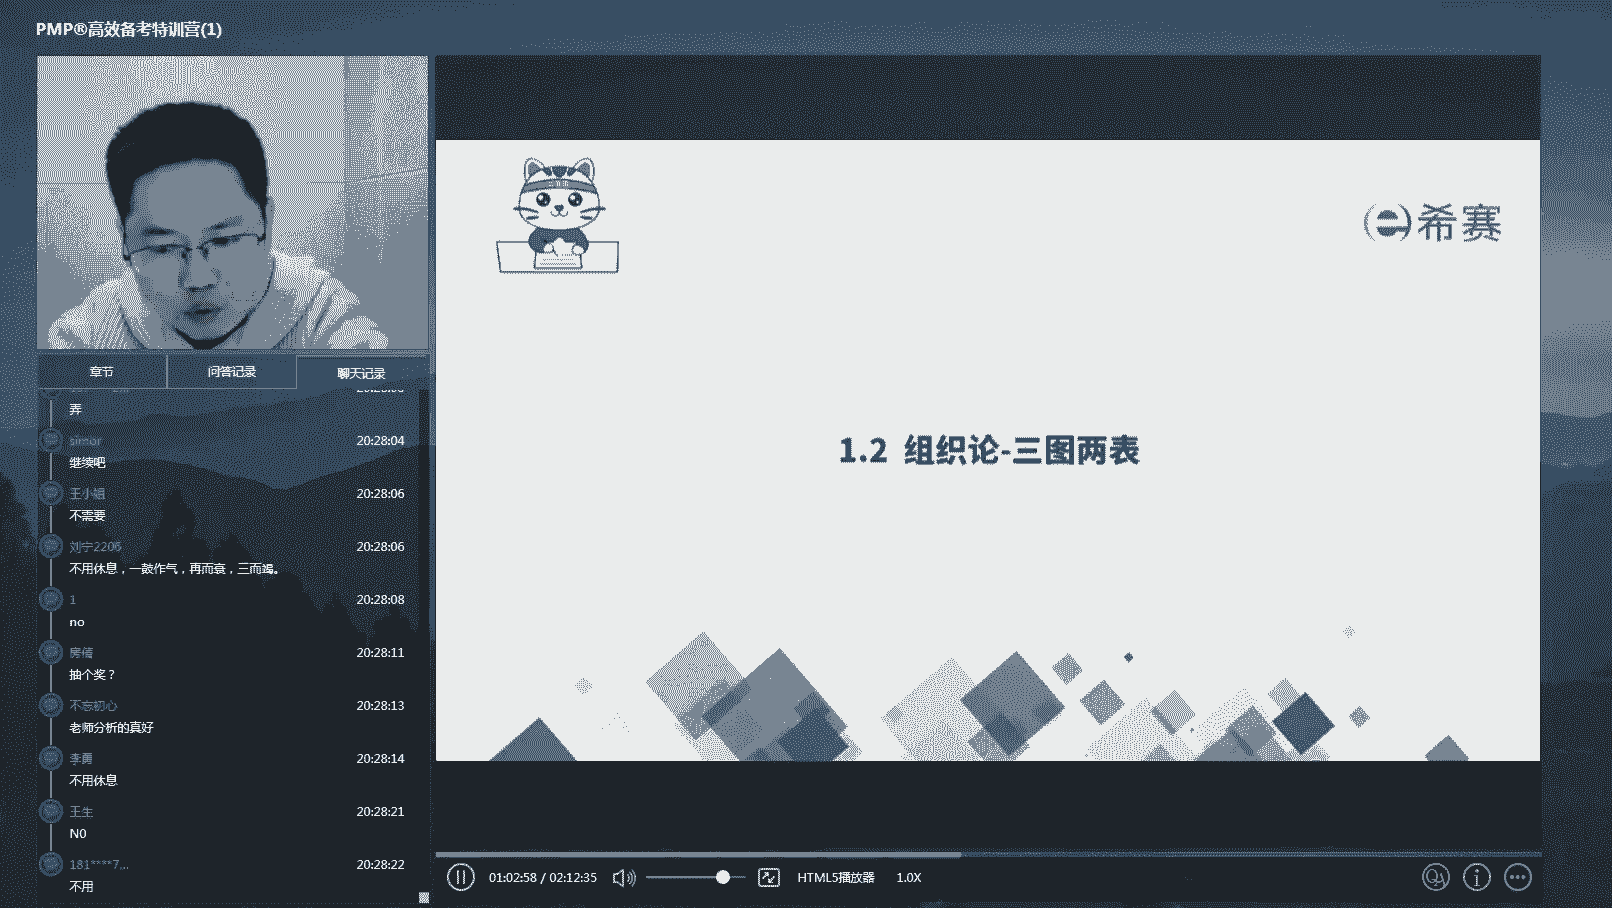 PMP®高效备考特训营(1)
希赛
1.2 组织论-三图两表
章节
问答记录
聊天记录
弄
simor
20:28:04
继续吧
王小姐
20:28:06
不需要
刘宁2206
20:28:06
不用休息，一鼓作气，再而衰，三而竭。
1
20:28:08
no
房倩
20:28:11
抽个奖？
不忘初心
20:28:13
老师分析的真好
李勇
20:28:14
不用休息
王生
20:28:21
N0
181****7...
20:28:22
不用
01:02:58 / 02:12:35
HTML5播放器
1.0X